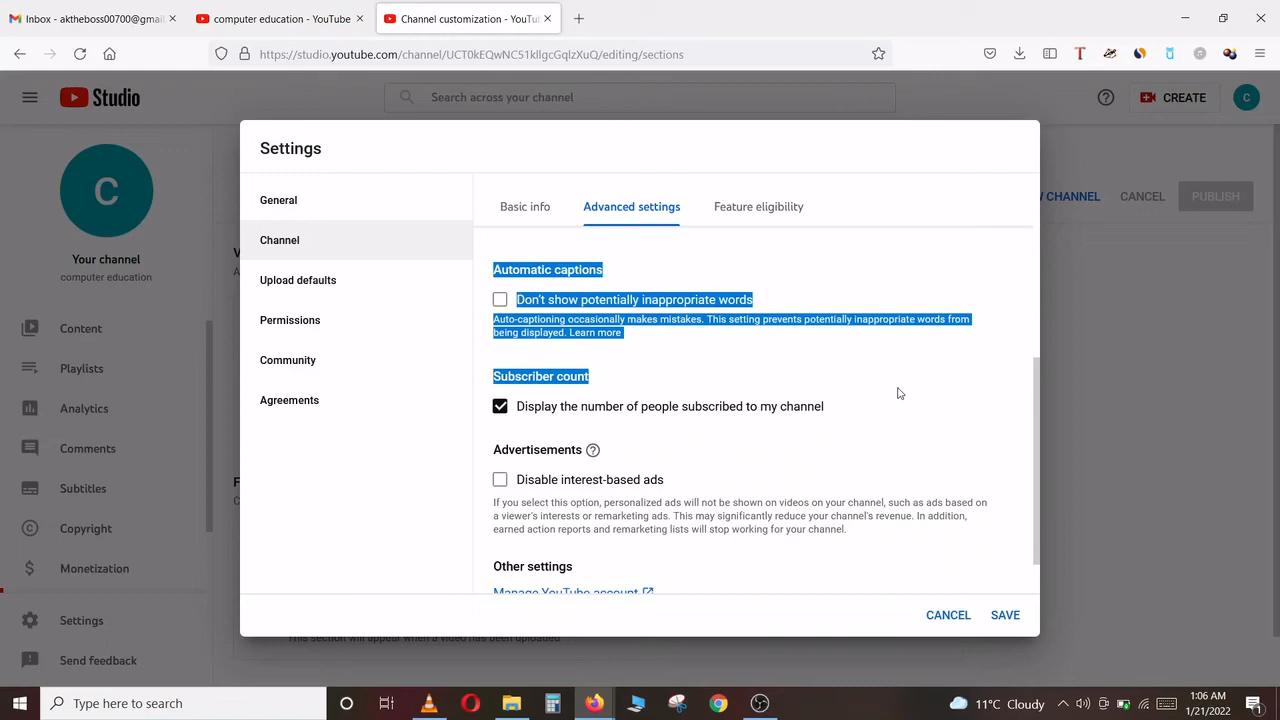 Inbox - aktheboss00700@gmail
computer education - YouTube
Channel customization - YouTu
https://studio.youtube.com/channel/UCT0kEQwNC51kllgcGqlzXuQ/editing/sections
Studio
Search across your channel
CREATE
C
C
Your channel
computer education
Content
Playlists
Analytics
Comments
Subtitles
Copyright
Monetization
Settings
Send feedback
W CHANNEL
CANCEL
PUBLISH
Settings
General
Channel
Upload defaults
Permissions
Community
Agreements
Basic info
Advanced settings
Feature eligibility
Automatic captions
Don't show potentially inappropriate words
Auto-captioning occasionally makes mistakes. This setting prevents potentially inappropriate words from
being displayed. Learn more
Subscriber count
Display the number of people subscribed to my channel
Advertisements
Disable interest-based ads
If you select this option, personalized ads will not be shown on videos on your channel, such as ads based on
a viewer's interests or remarketing ads. This may significantly reduce your channel's revenue. In addition,
earned action reports and remarketing lists will stop working for your channel.
Other settings
Manage YouTube account
CANCEL
SAVE
This section will appear when a video has been uploaded
Type here to search
11°C Cloudy
1:06 AM
1/21/2022